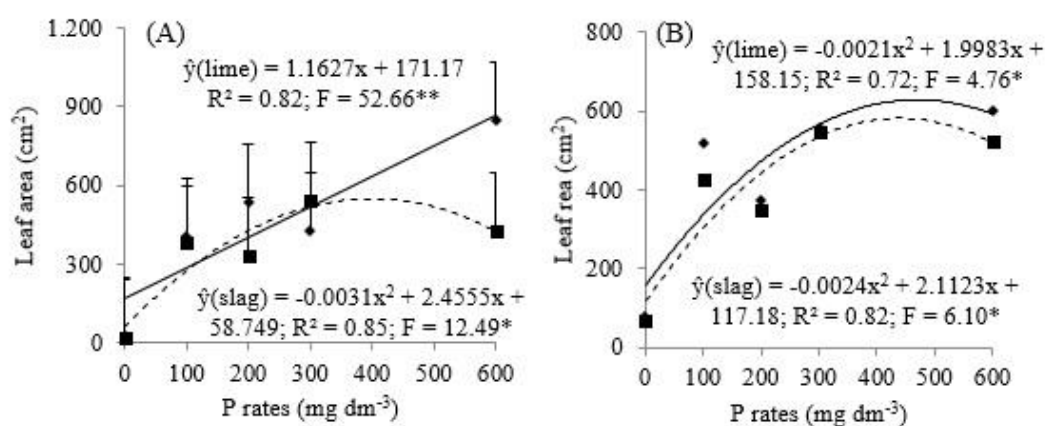 (A)
1.200
900
600
300
0
Leaf area (cm²)
ŷ(lime) = 1.1627x + 171.17
R² = 0.82; F = 52.66**
ŷ(slag) = -0.0031x² + 2.4555x +
58.749; R² = 0.85; F = 12.49*
0 100 200 300 400 500 600
P rates (mg dm⁻³)
(B)
800
600
400
200
0
Leaf rea (cm²)
ŷ(lime) = -0.0021x² + 1.9983x +
158.15; R² = 0.72; F = 4.76*
ŷ(slag) = -0.0024x² + 2.1123x +
117.18; R² = 0.82; F = 6.10*
0 100 200 300 400 500 600
P rates (mg dm⁻³)